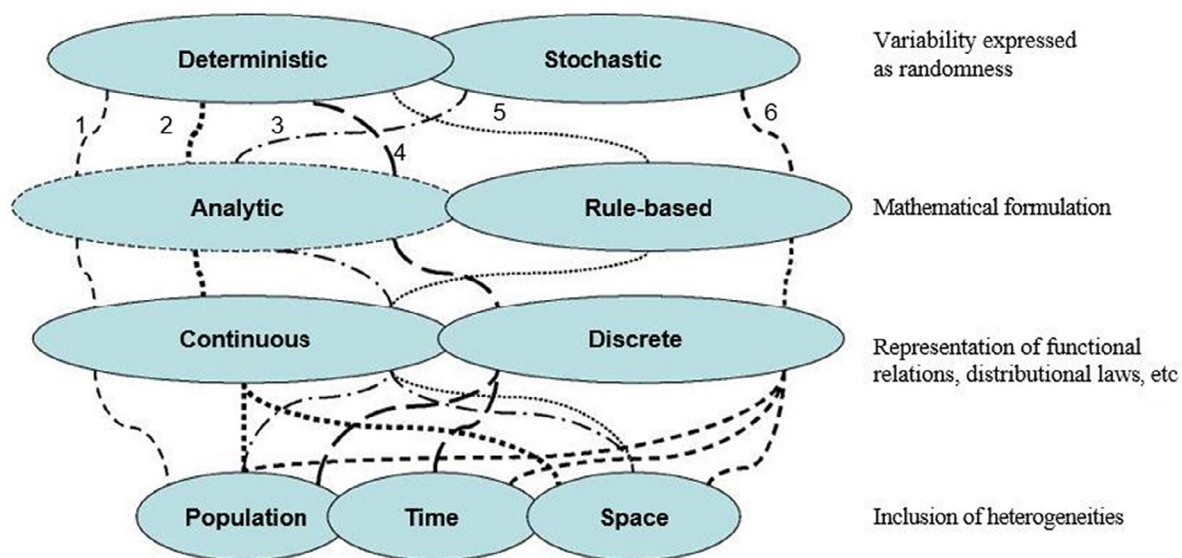 Deterministic
Stochastic
Variability expressed
as randomness
1
2
3
4
5
6
Analytic
Rule-based
Mathematical formulation
Continuous
Discrete
Representation of functional
relations, distributional laws, etc
Population
Time
Space
Inclusion of heterogeneities